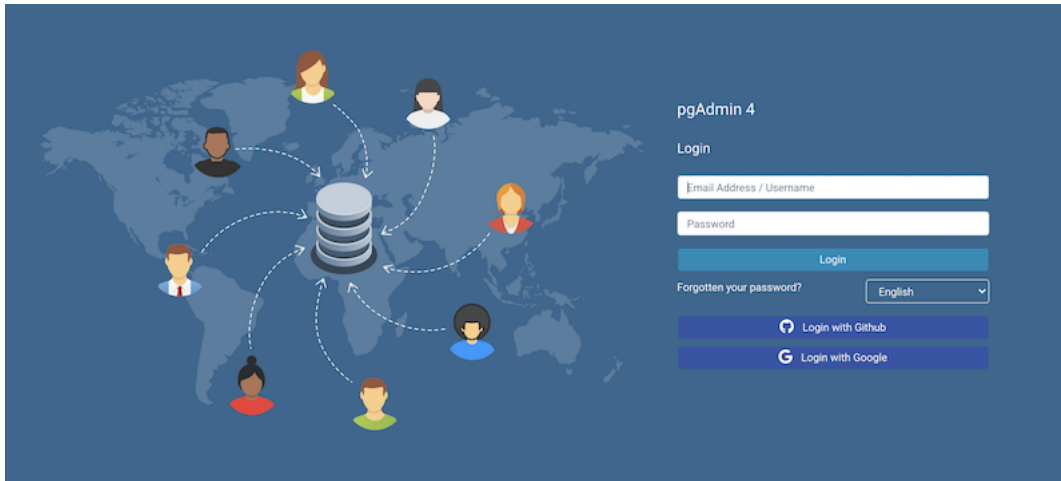 pgAdmin 4
Login
Email Address / Username
Password
Login
Forgotten your password?
English
Login with Github
G Login with Google